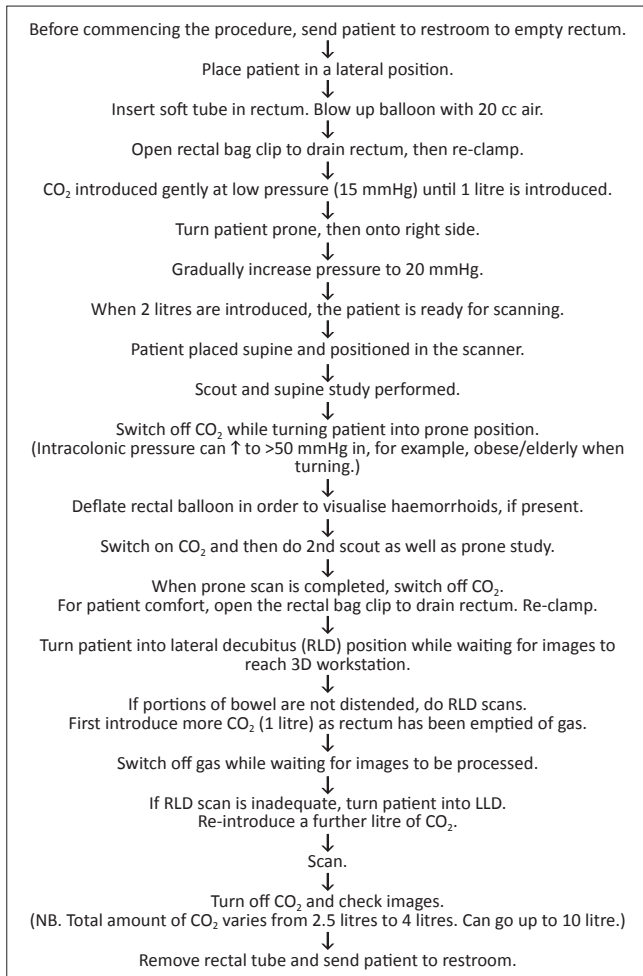 Before commencing the procedure, send patient to restroom to empty rectum.
↓
Place patient in a lateral position.
↓
Insert soft tube in rectum. Blow up balloon with 20 cc air.
↓
Open rectal bag clip to drain rectum, then re-clamp.
↓
CO₂ introduced gently at low pressure (15 mmHg) until 1 litre is introduced.
↓
Turn patient prone, then onto right side.
↓
Gradually increase pressure to 20 mmHg.
↓
When 2 litres are introduced, the patient is ready for scanning.
↓
Patient placed supine and positioned in the scanner.
↓
Scout and supine study performed.
↓
Switch off CO₂ while turning patient into prone position.
(Intracolonic pressure can ↑ to >50 mmHg in, for example, obese/elderly when
turning.)
↓
Deflate rectal balloon in order to visualise haemorrhoids, if present.
↓
Switch on CO₂ and then do 2nd scout as well as prone study.
↓
When prone scan is completed, switch off CO₂.
For patient comfort, open the rectal bag clip to drain rectum. Re-clamp.
↓
Turn patient into lateral decubitus (RLD) position while waiting for images to
reach 3D workstation.
↓
If portions of bowel are not distended, do RLD scans.
First introduce more CO₂ (1 litre) as rectum has been emptied of gas.
↓
Switch off gas while waiting for images to be processed.
↓
If RLD scan is inadequate, turn patient into LLD.
Re-introduce a further litre of CO₂.
↓
Scan.
↓
Turn off CO₂ and check images.
(NB. Total amount of CO₂ varies from 2.5 litres to 4 litres. Can go up to 10 litre.)
↓
Remove rectal tube and send patient to restroom.